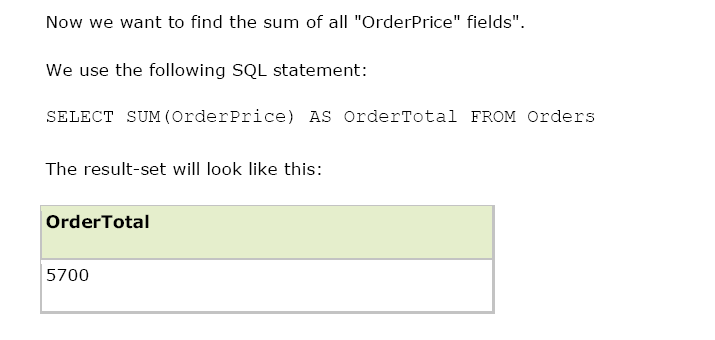 Now we want to find the sum of all "OrderPrice" fields".
We use the following SQL statement:
SELECT SUM(OrderPrice) AS OrderTotal FROM Orders
The result-set will look like this:
OrderTotal
5700